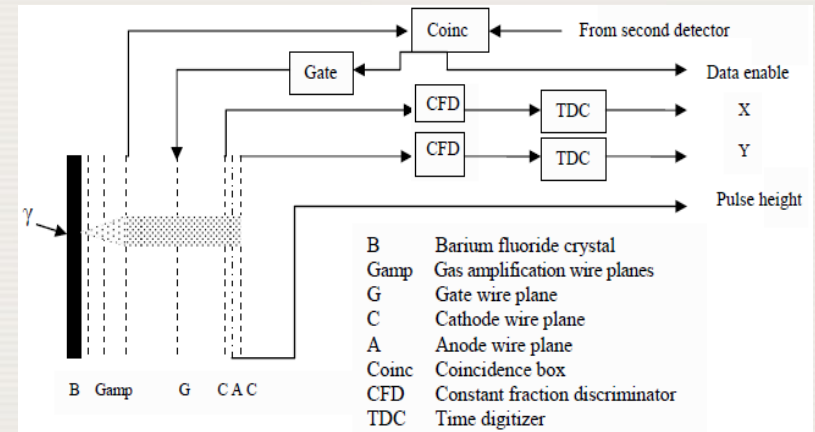 Coinc From second detector
Gate Data enable
CFD TDC X
CFD TDC Y
Pulse height
γ
B Barium fluoride crystal
Gamp Gas amplification wire planes
G Gate wire plane
C Cathode wire plane
A Anode wire plane
Coinc Coincidence box
CFD Constant fraction discriminator
TDC Time digitizer
B Gamp G C A C